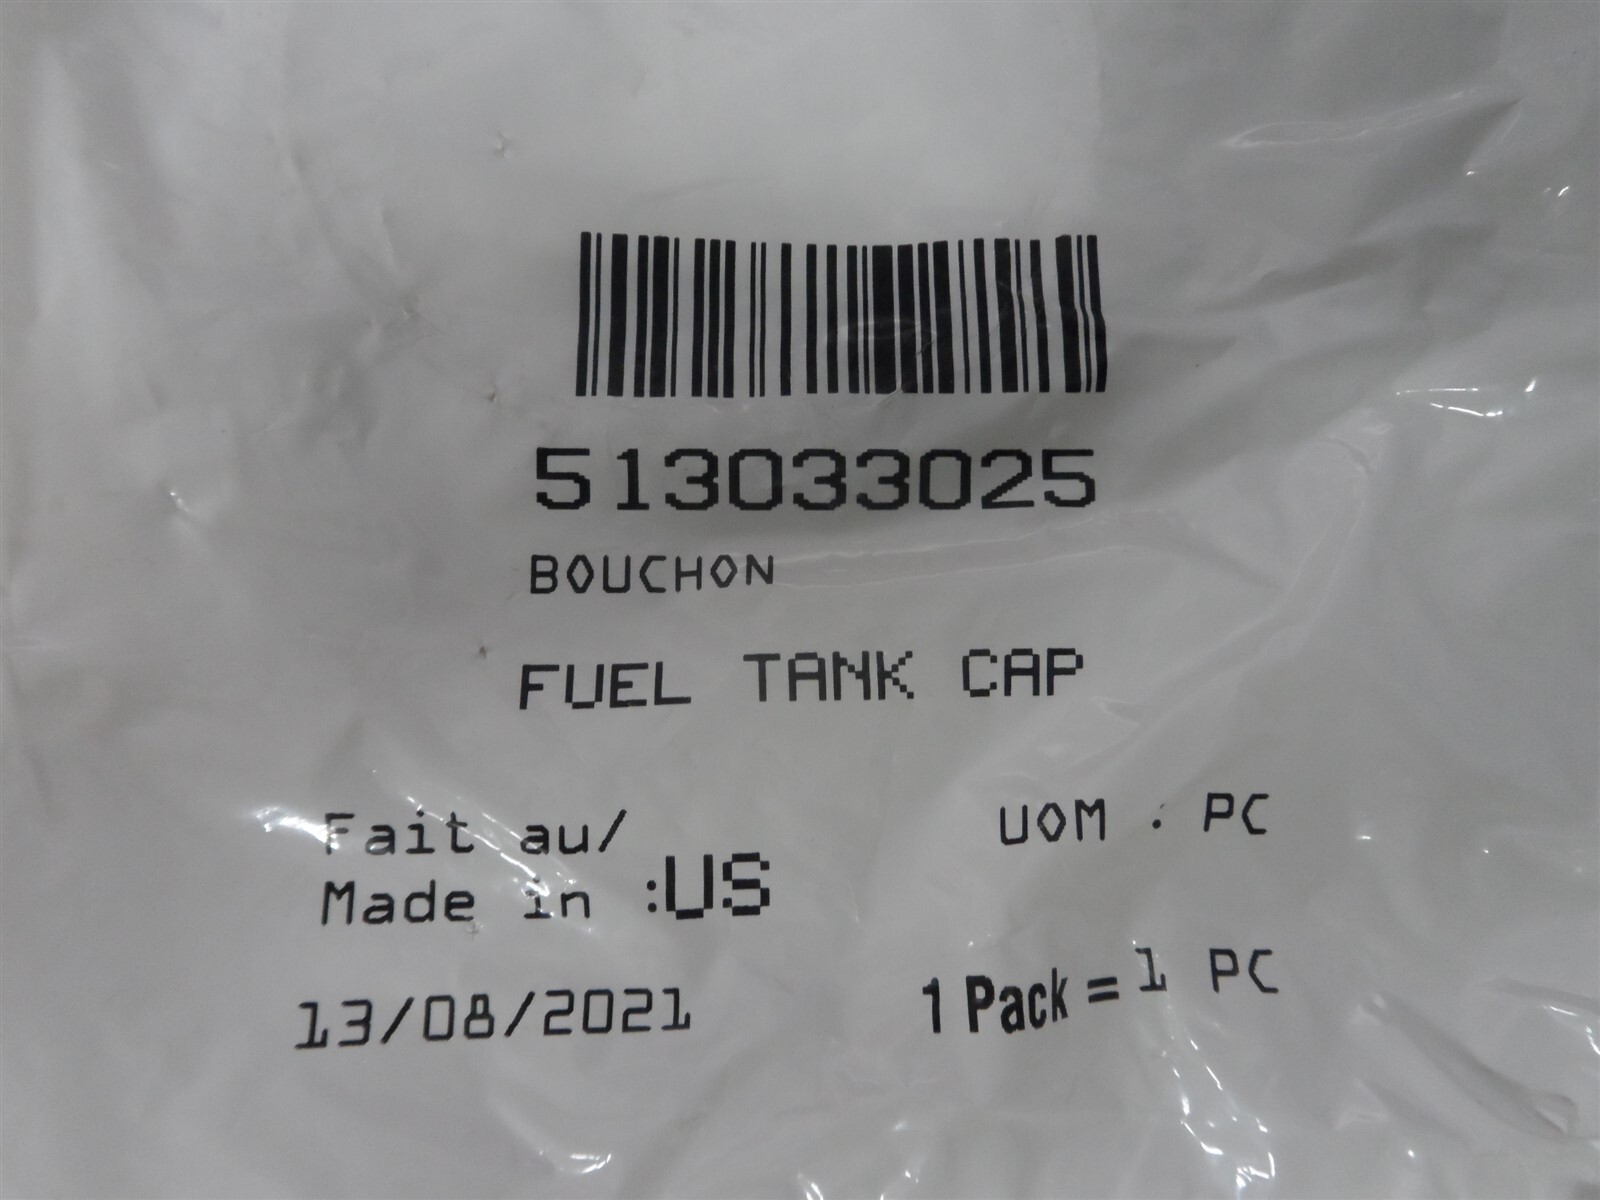 513033025
BOUCHON
FUEL TANK CAP
Fait au/
Made in :US
UOM : PC
13/08/2021
1 Pack = 1 PC